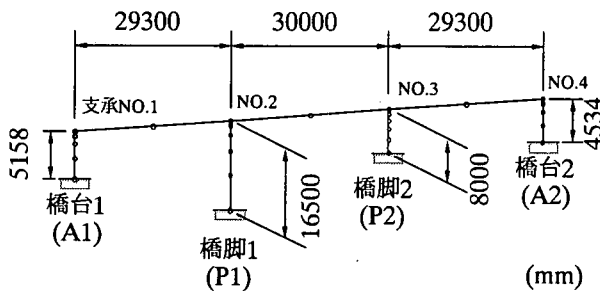 29300
30000
29300
支承NO.1
NO.2
NO.3
NO.4
5158
16500
8000
4534
橋台1
(A1)
橋脚1
(P1)
橋脚2
(P2)
橋台2
(A2)
(mm)